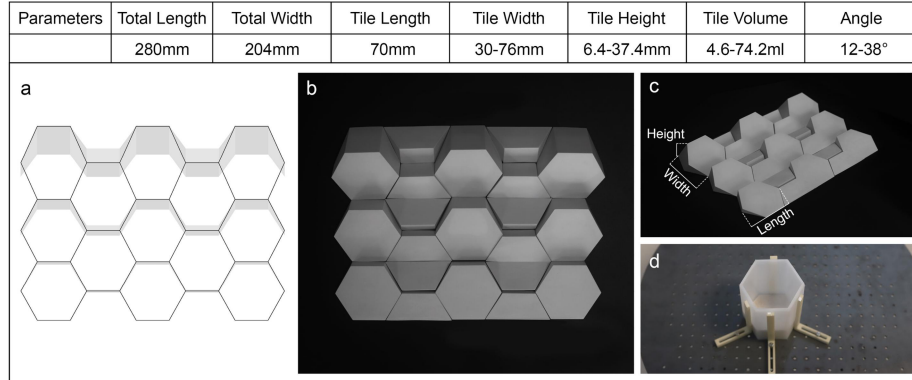 Parameters Total Length Total Width Tile Length Tile Width Tile Height Tile Volume Angle
280mm 204mm 70mm 30-76mm 6.4-37.4mm 4.6-74.2ml 12-38°
a
b
c
Height
Width
Length
d